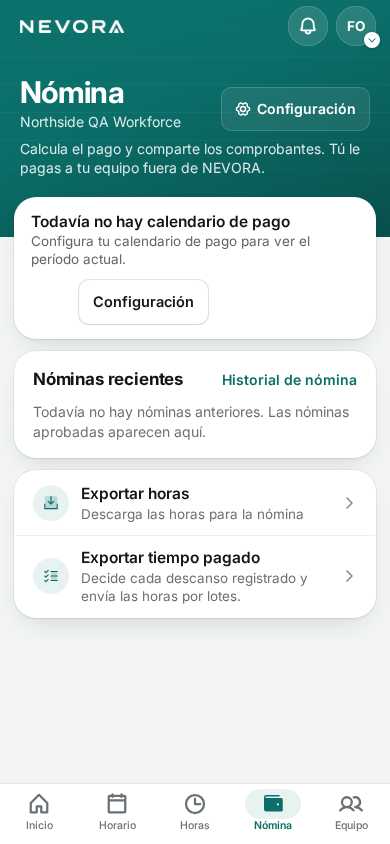 NEVORA
FO
Nómina
Northside QA Workforce
Configuración
Calcula el pago y comparte los comprobantes. Tú le
pagas a tu equipo fuera de NEVORA.
Todavía no hay calendario de pago
Configura tu calendario de pago para ver el
período actual.
Configuración
Nóminas recientes
Historial de nómina
Todavía no hay nóminas anteriores. Las nóminas
aprobadas aparecen aquí.
Exportar horas
Descarga las horas para la nómina
Exportar tiempo pagado
Decide cada descanso registrado y
envía las horas por lotes.
Inicio
Horario
Horas
Nómina
Equipo